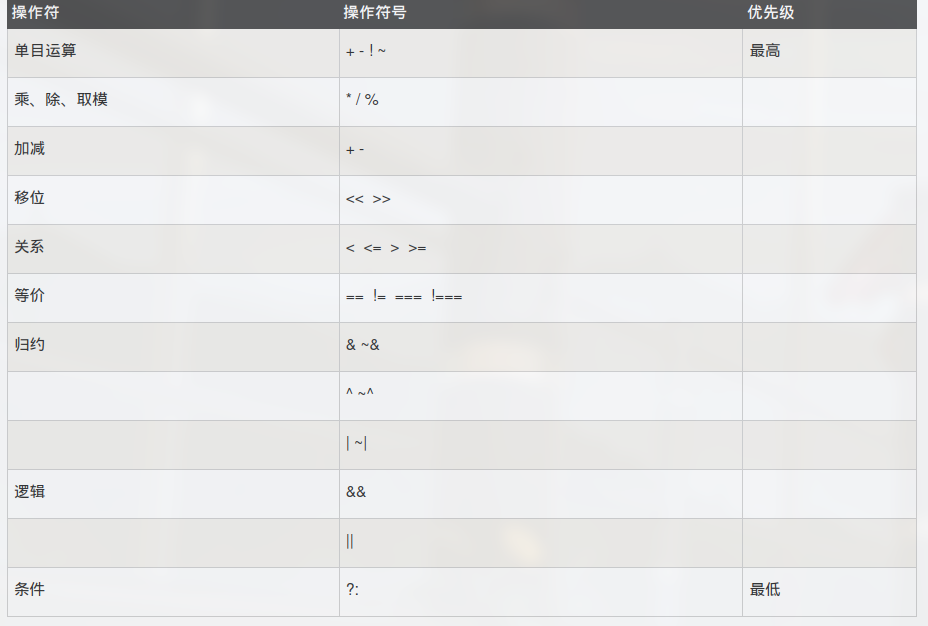 操作符 操作符号 优先级
单目运算 + - ! ~ 最高
乘、除、取模 * / %
加减 + -
移位 << >>
关系 < <= > >=
等价 == != === !===
归约 & ~&
^ ~^
| ~|
逻辑 &&
||
条件 ?: 最低